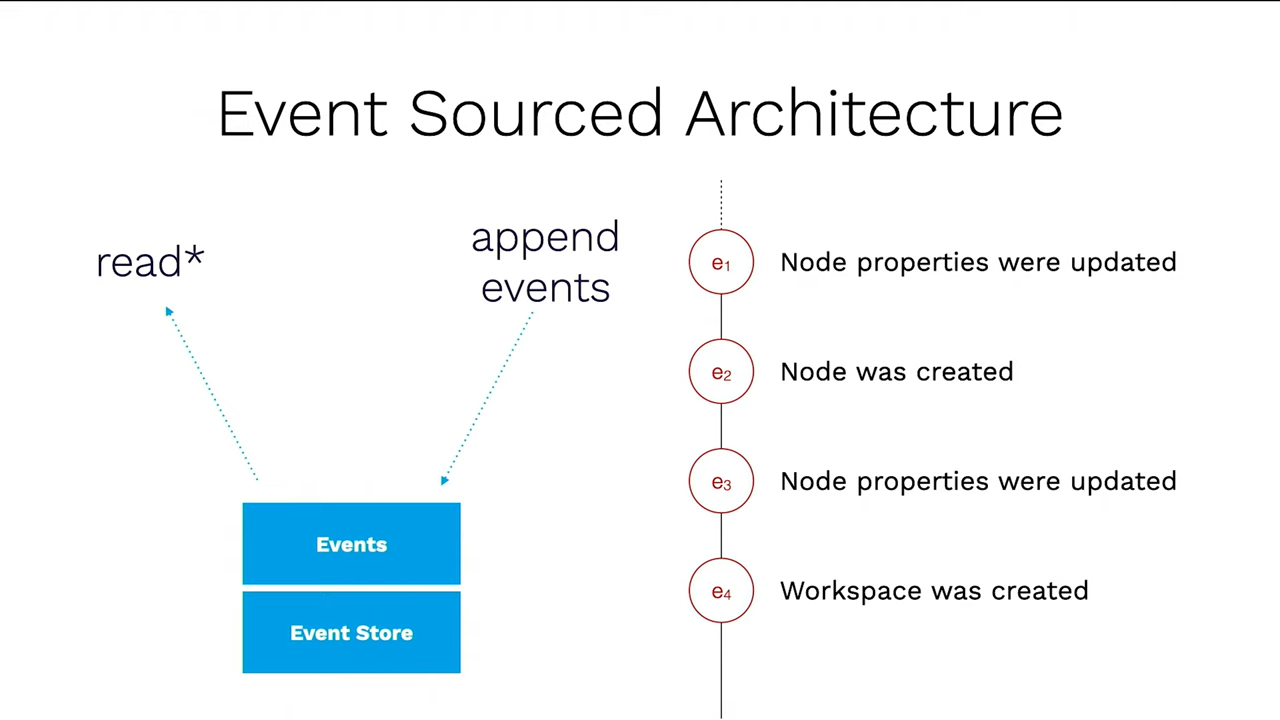 Event Sourced Architecture
read*
append
events
Events
Event Store
e₁ Node properties were updated
e₂ Node was created
e₃ Node properties were updated
e₄ Workspace was created